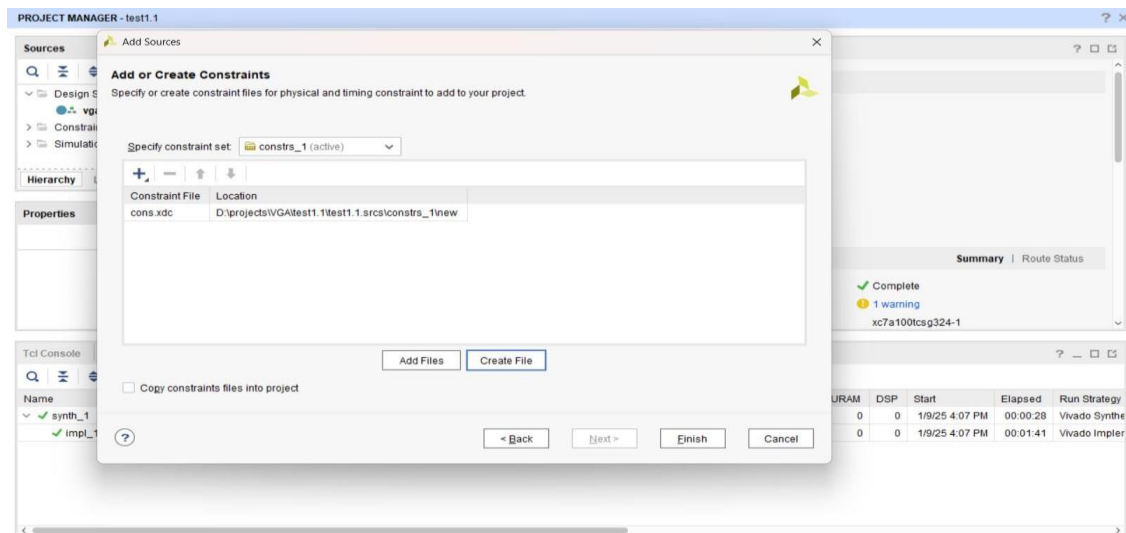 PROJECT MANAGER - test1.1
Sources
Add Sources
Add or Create Constraints
Specify or create constraint files for physical and timing constraint to add to your project.
Design S
vga
Constrain
Simulatio
Hierarchy
Properties
Specify constraint set: constrs_1 (active)
Constraint File Location
cons.xdc D:\projects\VGA\test1.1\test1.1.srcs\constrs_1\new
Add Files Create File
Copy constraints files into project
? < Back Next > Finish Cancel
Summary | Route Status
Complete
1 warning
xc7a100tcsg324-1
Tcl Console
Name URAM DSP Start Elapsed Run Strategy
synth_1 0 0 1/9/25 4:07 PM 00:00:28 Vivado Synthe
impl_1 0 0 1/9/25 4:07 PM 00:01:41 Vivado Impler